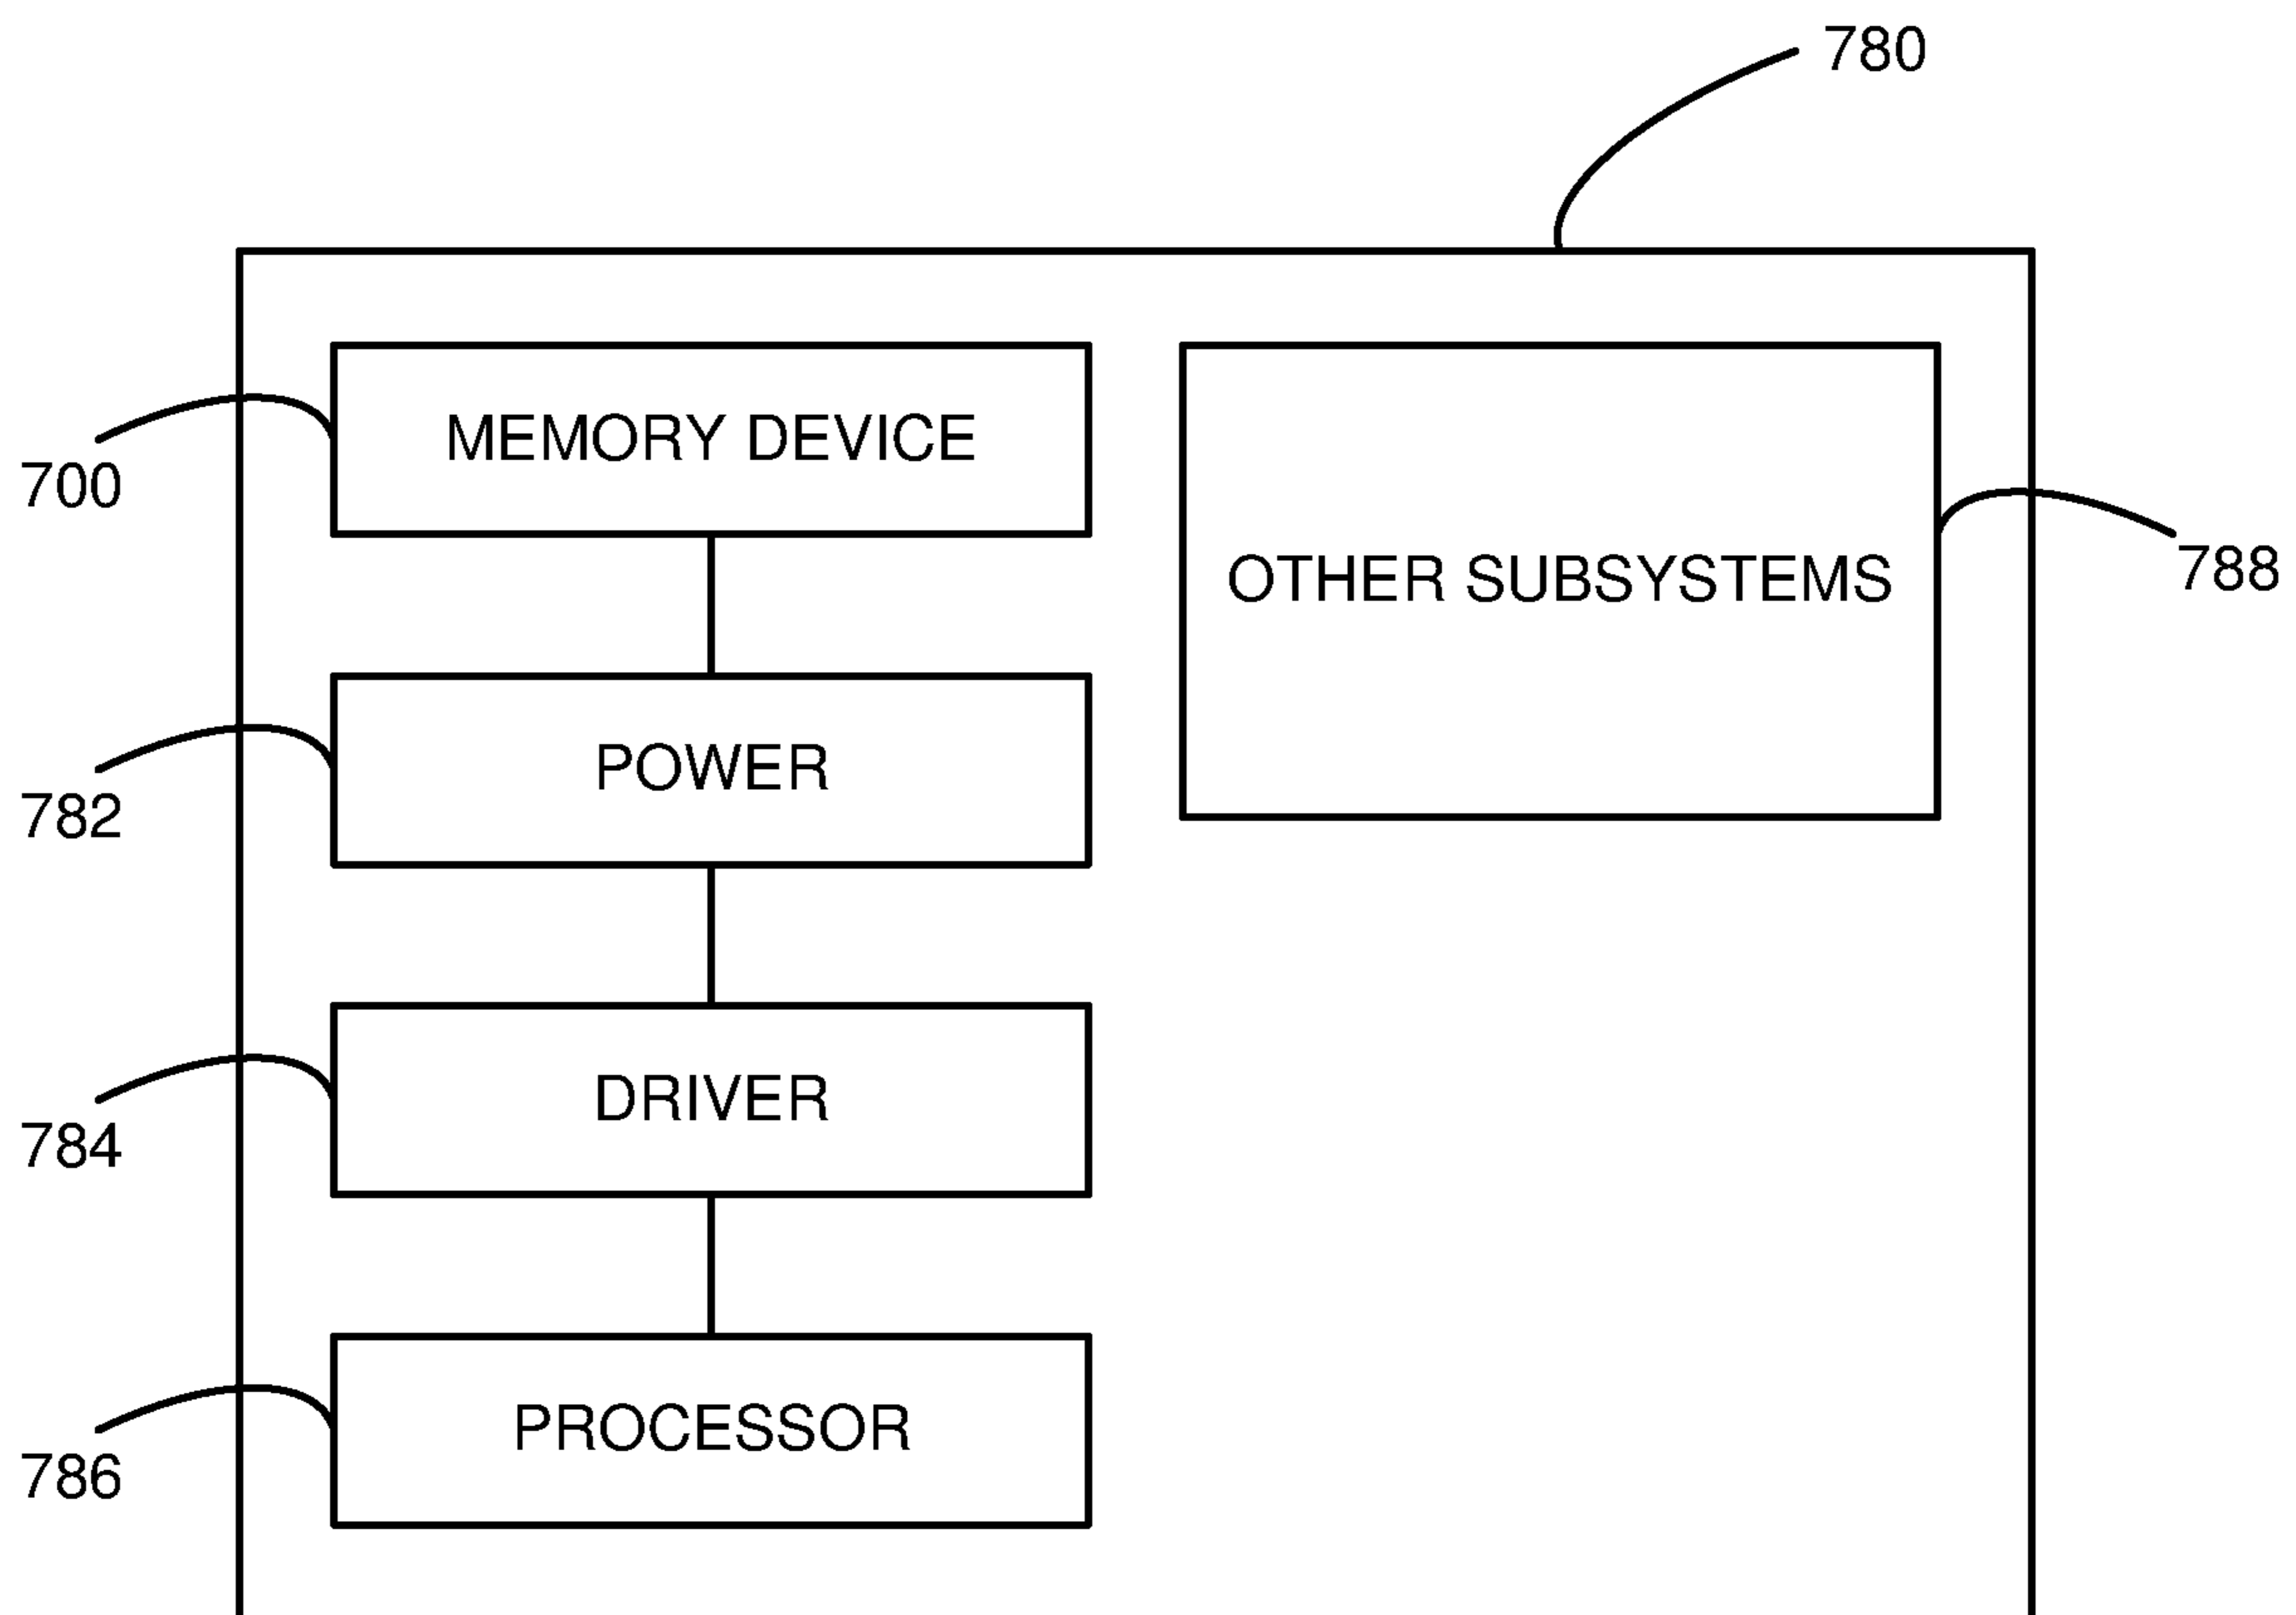 780
MEMORY DEVICE
700
OTHER SUBSYSTEMS
788
POWER
782
DRIVER
784
PROCESSOR
786